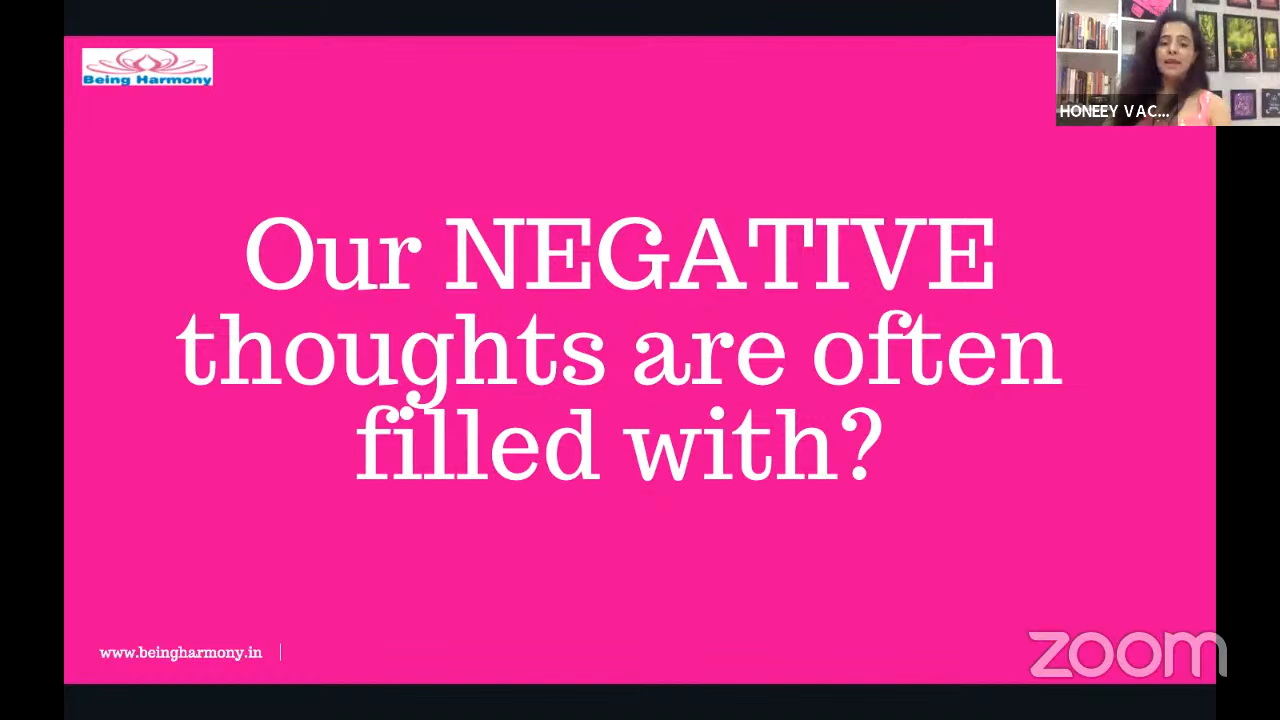 Being Harmony
HONEEY VAC...
Our NEGATIVE
thoughts are often
filled with?
www.beingharmony.in
zoom